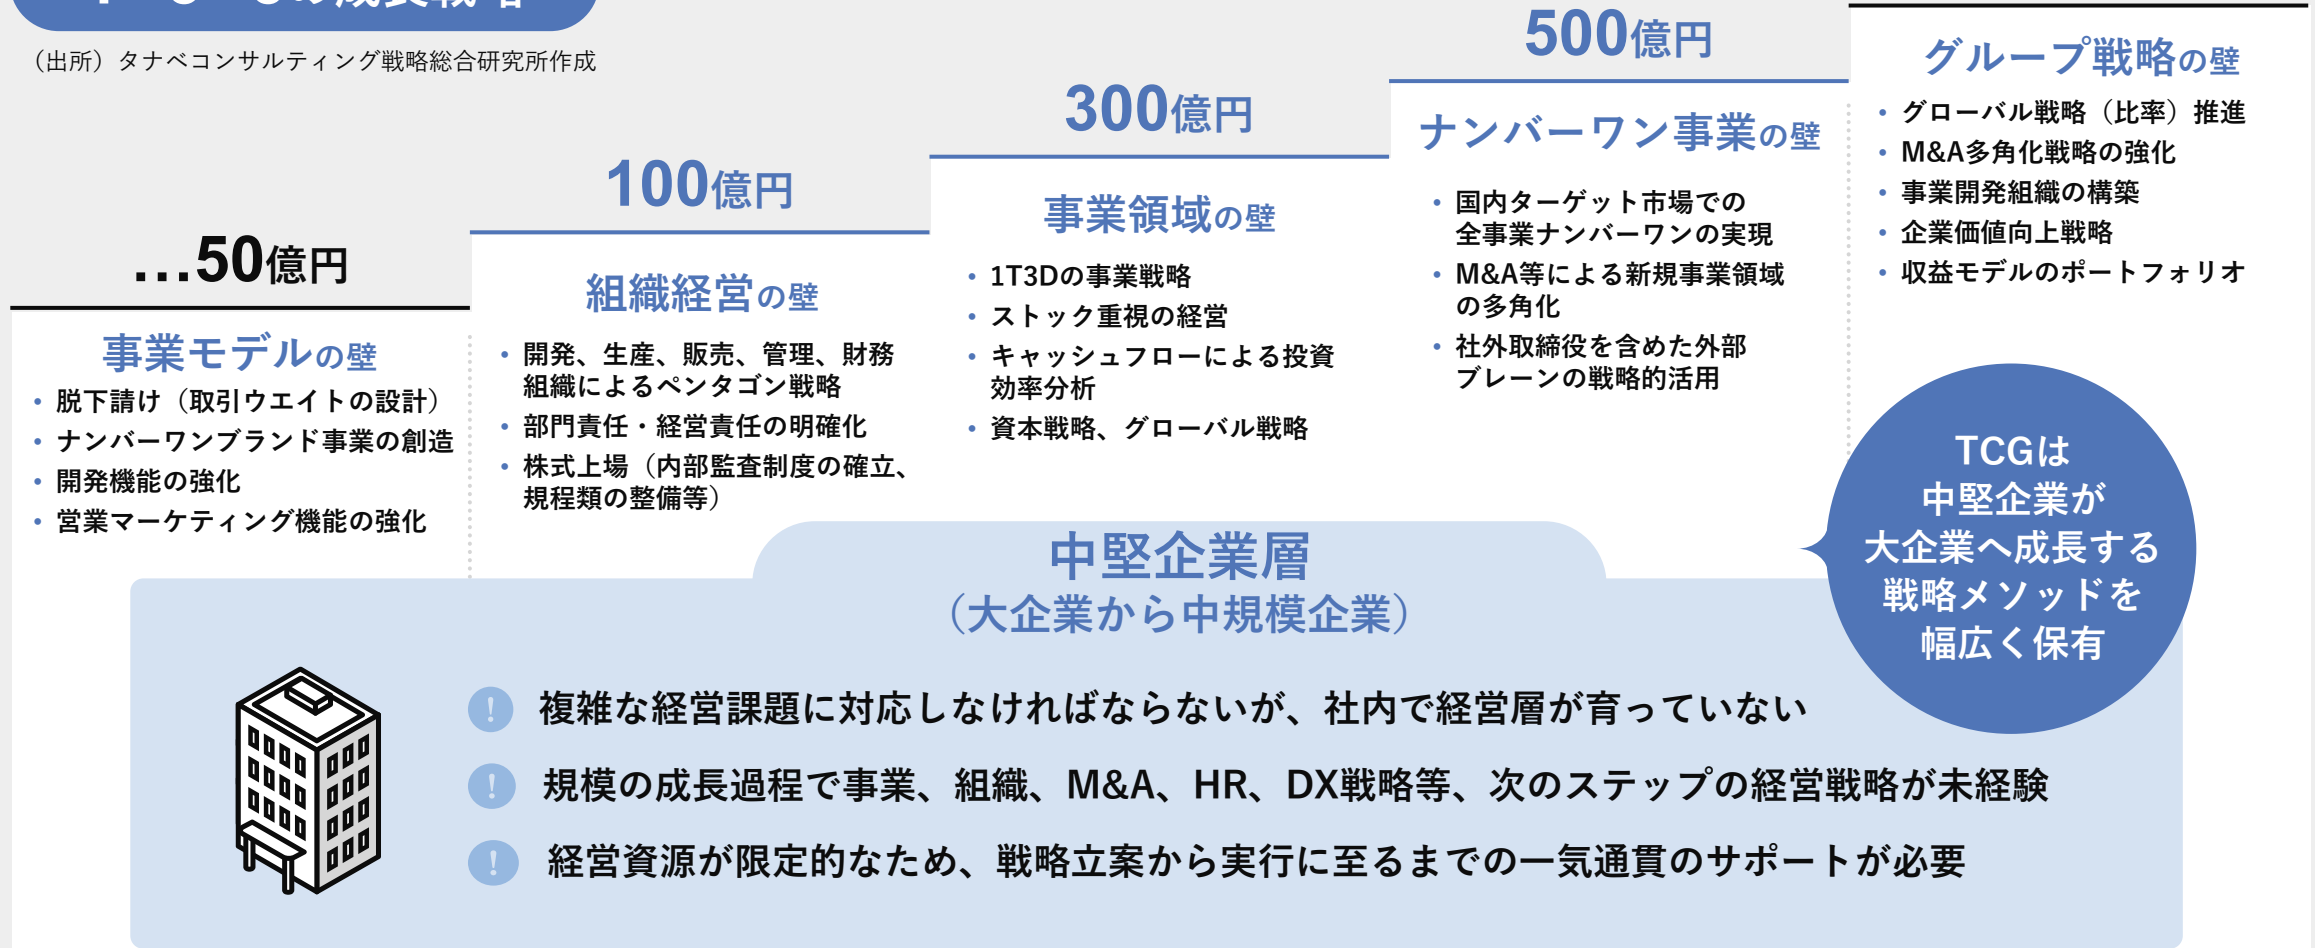 の成長戦略
（出所）タナベコンサルティング戦略総合研究所作成
…50億円
事業モデルの壁
・脱下請け（取引ウエイトの設計）
・ナンバーワンブランド事業の創造
・開発機能の強化
・営業マーケティング機能の強化
100億円
組織経営の壁
・開発、生産、販売、管理、財務
組織によるペンタゴン戦略
・部門責任・経営責任の明確化
・株式上場（内部監査制度の確立、
規程類の整備等）
300億円
事業領域の壁
・1T3Dの事業戦略
・ストック重視の経営
・キャッシュフローによる投資
効率分析
・資本戦略、グローバル戦略
500億円
ナンバーワン事業の壁
・国内ターゲット市場での
全事業ナンバーワンの実現
・M&A等による新規事業領域
の多角化
・社外取締役を含めた外部
ブレーンの戦略的活用
グループ戦略の壁
・グローバル戦略（比率）推進
・M&A多角化戦略の強化
・事業開発組織の構築
・企業価値向上戦略
・収益モデルのポートフォリオ
TCGは
中堅企業が
大企業へ成長する
戦略メソッドを
幅広く保有
中堅企業層
（大企業から中規模企業）
! 複雑な経営課題に対応しなければならないが、社内で経営層が育っていない
! 規模の成長過程で事業、組織、M&A、HR、DX戦略等、次のステップの経営戦略が未経験
! 経営資源が限定的なため、戦略立案から実行に至るまでの一気通貫のサポートが必要